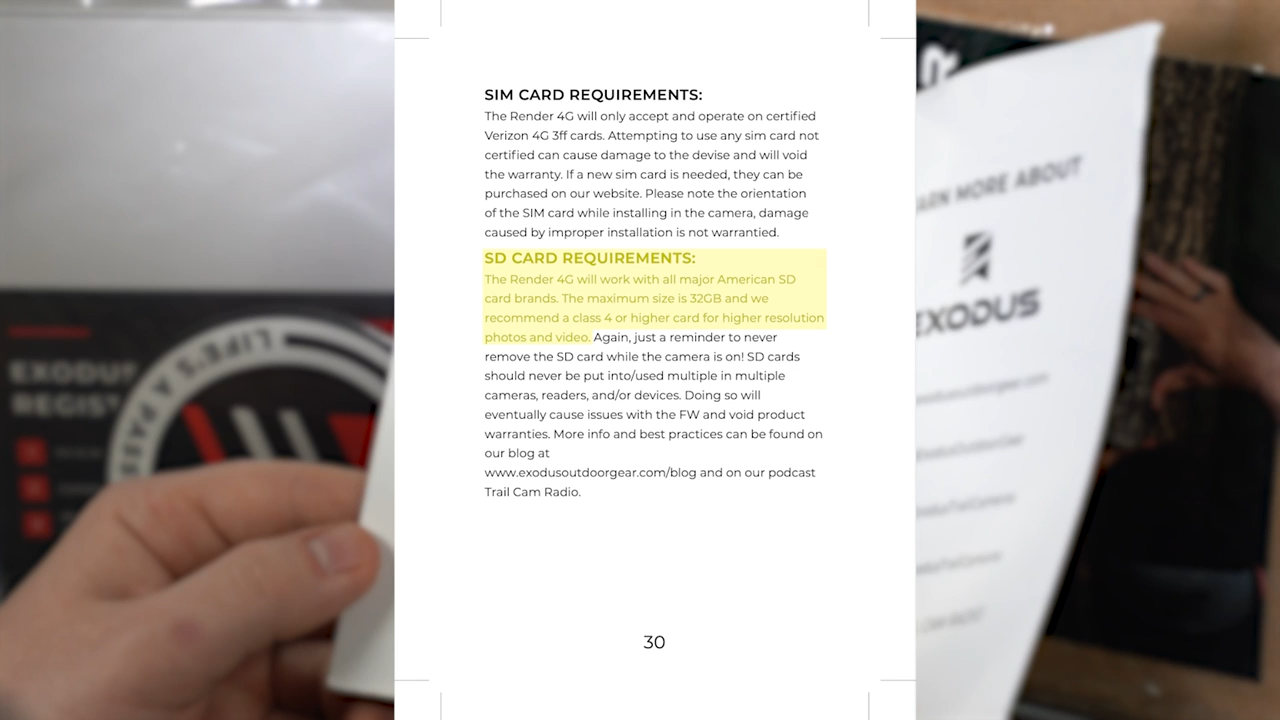 SIM CARD REQUIREMENTS:
The Render 4G will only accept and operate on certified
Verizon 4G 3ff cards. Attempting to use any sim card not
certified can cause damage to the devise and will void
the warranty. If a new sim card is needed, they can be
purchased on our website. Please note the orientation
of the SIM card while installing in the camera, damage
caused by improper installation is not warrantied.
SD CARD REQUIREMENTS:
The Render 4G will work with all major American SD
card brands. The maximum size is 32GB and we
recommend a class 4 or higher card for higher resolution
photos and video. Again, just a reminder to never
remove the SD card while the camera is on! SD cards
should never be put into/used multiple in multiple
cameras, readers, and/or devices. Doing so will
eventually cause issues with the FW and void product
warranties. More info and best practices can be found on
our blog at
www.exodusoutdoorgear.com/blog and on our podcast
Trail Cam Radio.
30
EXODUS
LIFE'S A
MORE ABOUT
EXODUS